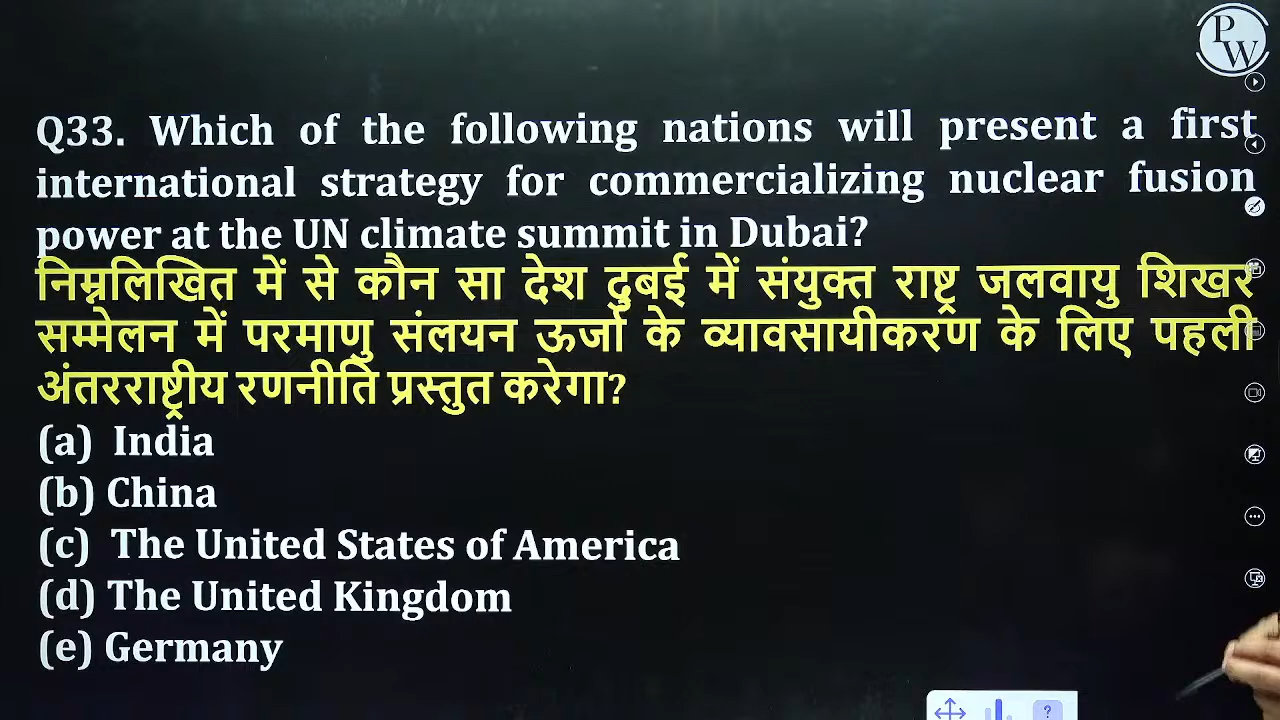 PW
Q33. Which of the following nations will present a first
international strategy for commercializing nuclear fusion
power at the UN climate summit in Dubai?
निम्नलिखित में से कौन सा देश दुबई में संयुक्त राष्ट्र जलवायु शिखर
सम्मेलन में परमाणु संलयन ऊर्जा के व्यावसायीकरण के लिए पहली
अंतरराष्ट्रीय रणनीति प्रस्तुत करेगा?
(a) India
(b) China
(c) The United States of America
(d) The United Kingdom
(e) Germany
?